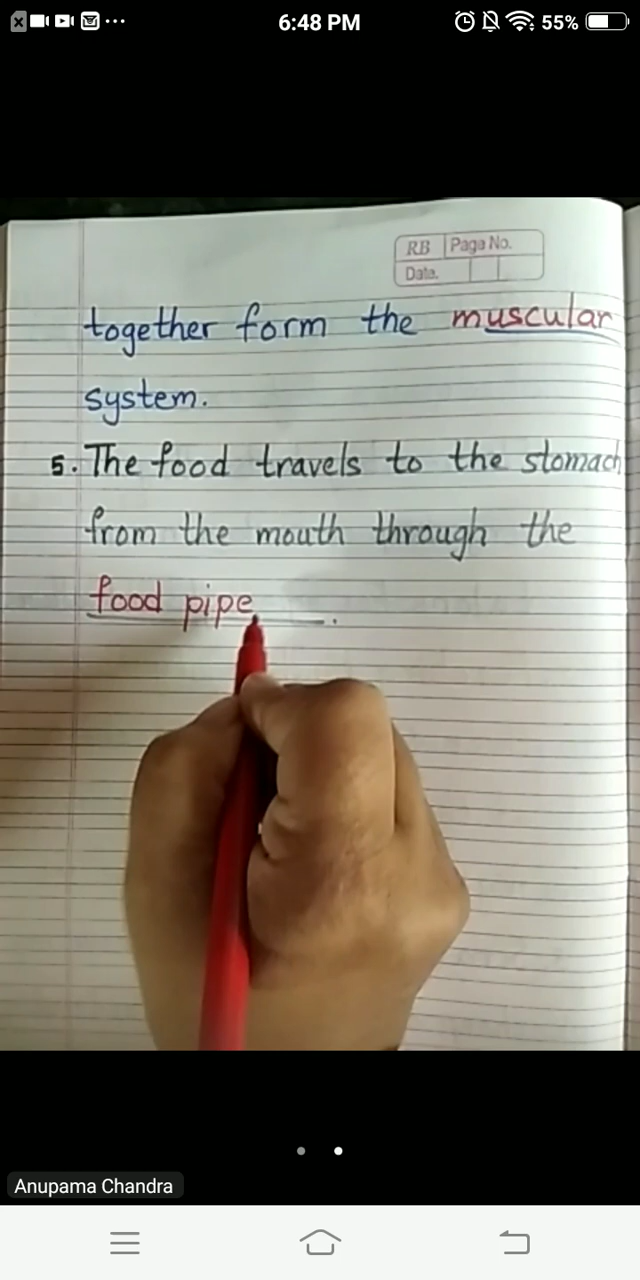 6:48 PM 55%
RB Page No.
Date.
together form the muscular
system.
5. The food travels to the stomach
from the mouth through the
food pipe .
Anupama Chandra